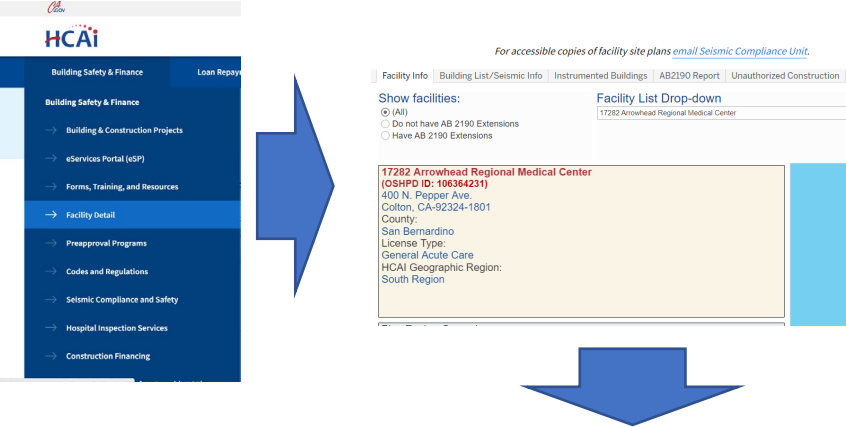 CA.GOV
HCAi
Building Safety & Finance
Loan Repay
Building Safety & Finance
Building & Construction Projects
eServices Portal (eSP)
Forms, Training, and Resources
Facility Detail
Preapproval Programs
Codes and Regulations
Seismic Compliance and Safety
Hospital Inspection Services
Construction Financing
For accessible copies of facility site plans email Seismic Compliance Unit.
Facility Info Building List/Seismic Info Instrumented Buildings AB2190 Report Unauthorized Construction
Show facilities:
(All)
Do not have AB 2190 Extensions
Have AB 2190 Extensions
Facility List Drop-down
17282 Arrowhead Regional Medical Center
17282 Arrowhead Regional Medical Center
(OSHPD ID: 106364231)
400 N. Pepper Ave.
Colton, CA-92324-1801
County:
San Bernardino
License Type:
General Acute Care
HCAI Geographic Region:
South Region